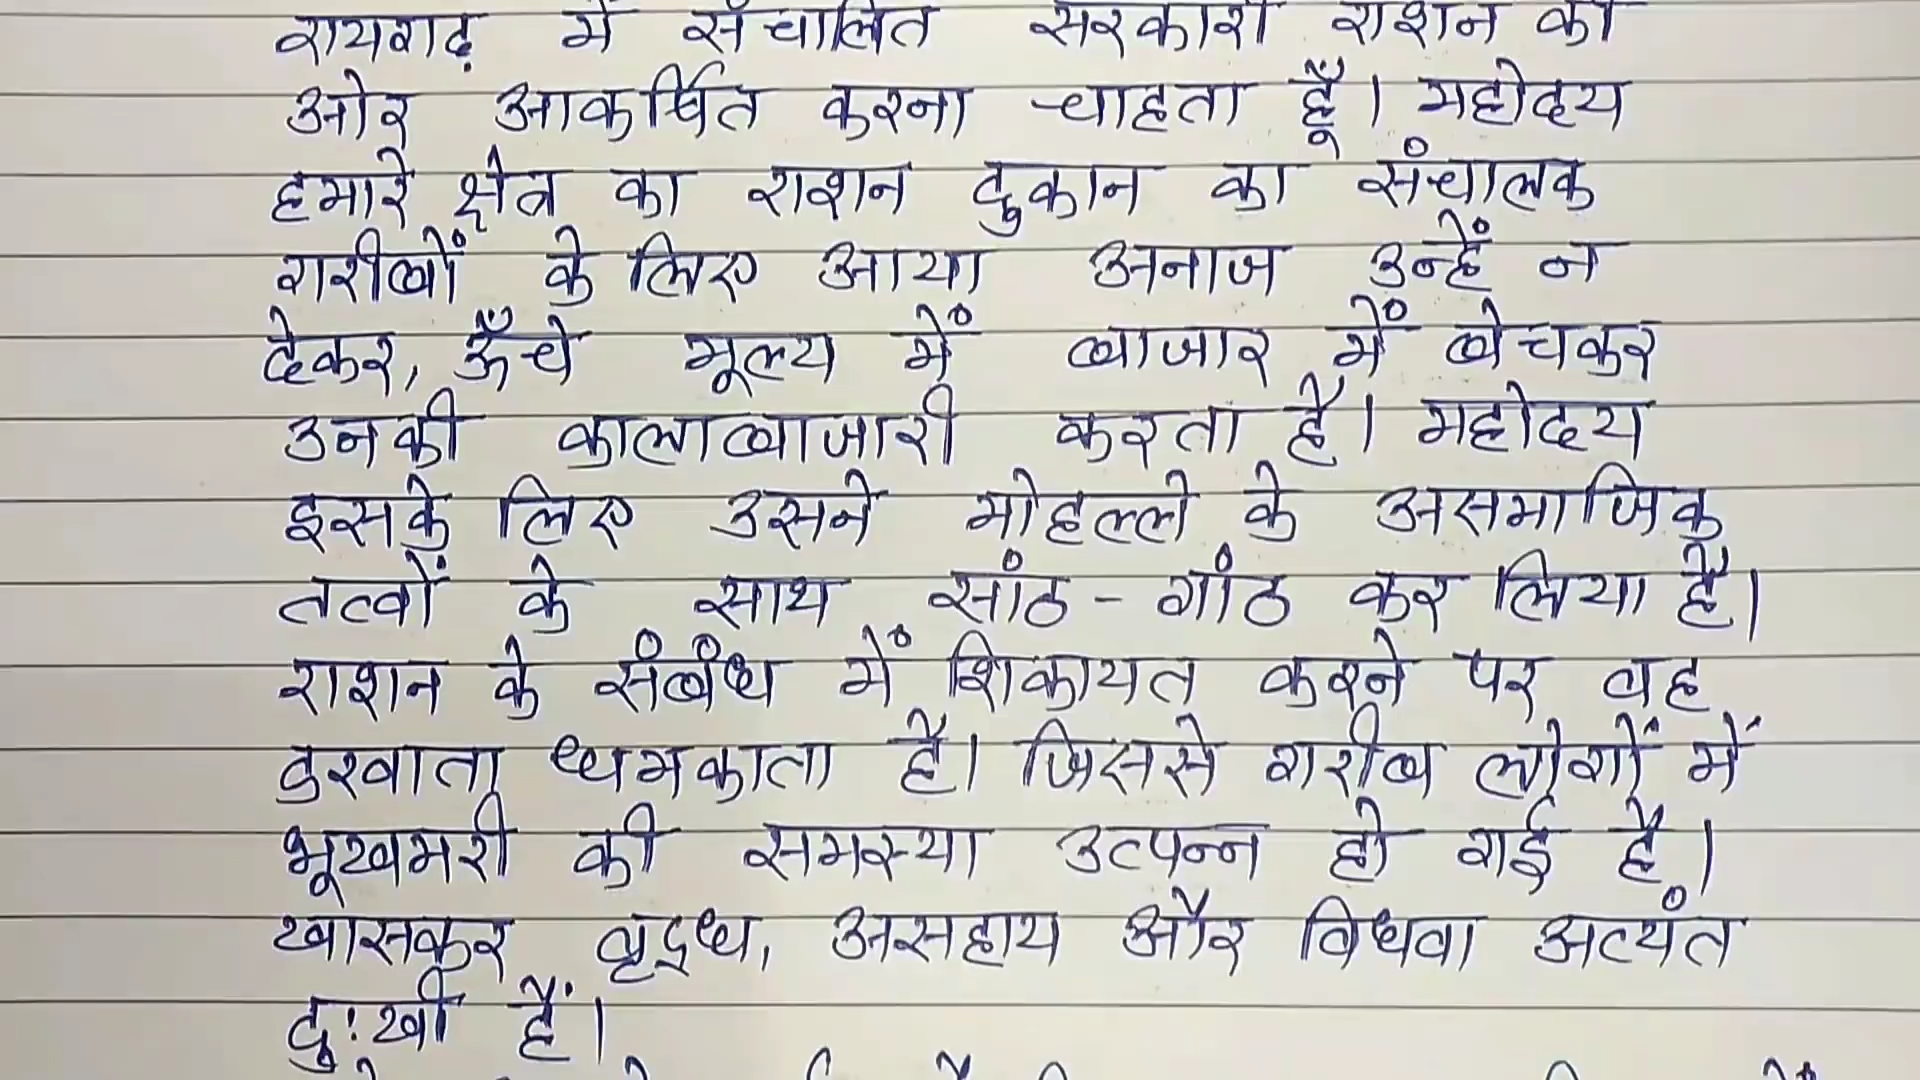 रायगढ़ में संचालित सरकारी राशन की
ओर आकर्षित करना चाहता हूँ। महोदय
हमारे क्षेत्र का राशन दुकान का संचालक
गरीबों के लिए आया अनाज उन्हें न
देकर, ऊँचे मूल्य में बाजार में बेचकर
उनकी कालाबाजारी करता है। महोदय
इसके लिए उसने मोहल्ले के असमाजिक
तत्वों के साथ सांठ - गांठ कर लिया है।
राशन के संबंध में शिकायत करने पर वह
डरवाता धमकाता है। जिससे गरीब लोगों में
भूखमरी की समस्या उत्पन्न हो गई है।
खासकर वृद्ध, असहाय और विधवा अत्यंत
दु:खी हैं।